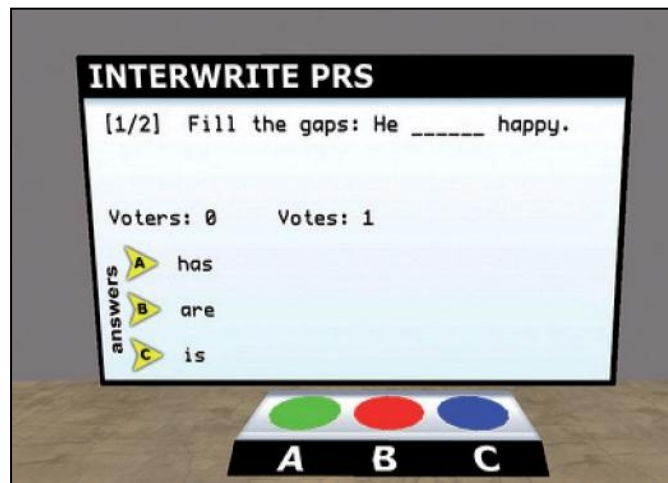 INTERWRITE PRS
[1/2] Fill the gaps: He ______ happy.
Voters: 0 Votes: 1
answers
A has
B are
C is
A B C